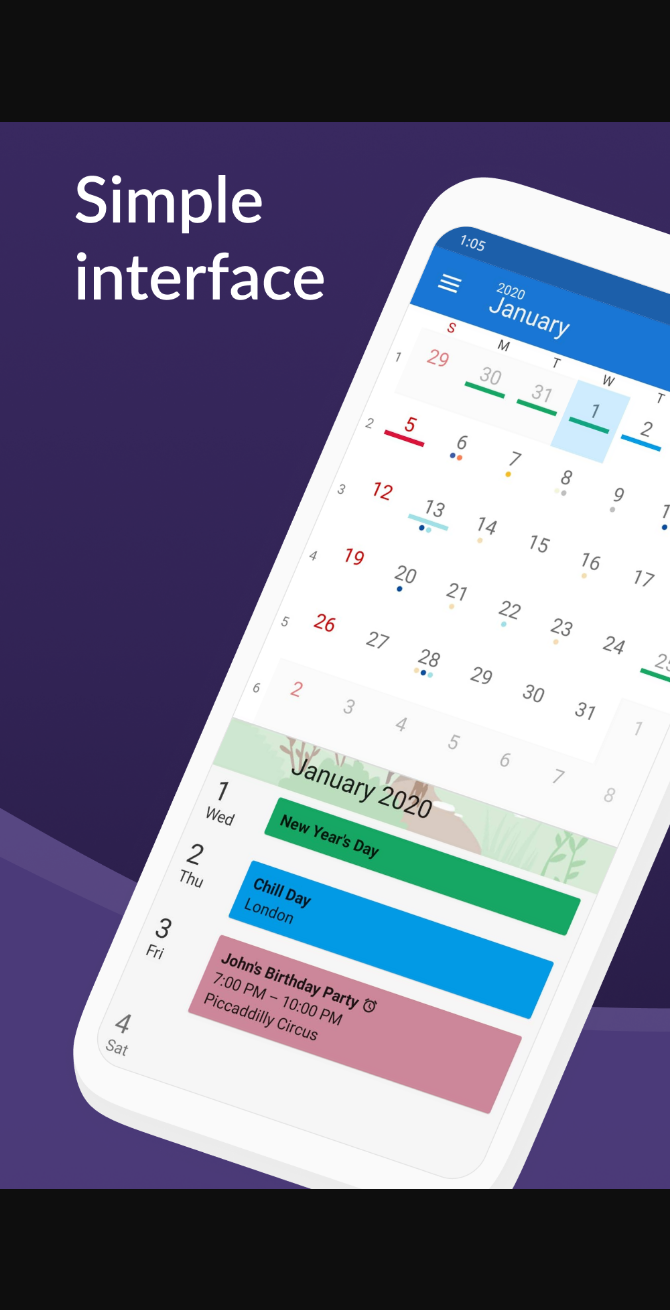 Simple
interface
1:05
2020
January
S M T W T
1 29 30 31 1 2
2 5 6 7 8 9
3 12 13 14 15 16 17
4 19 20 21 22 23 24
5 26 27 28 29 30 31 1
6 2 3 4 5 6 7 8
January 2020
1
Wed
New Year's Day
2
Thu
Chill Day
London
3
Fri
John's Birthday Party
7:00 PM – 10:00 PM
Piccaddilly Circus
4
Sat